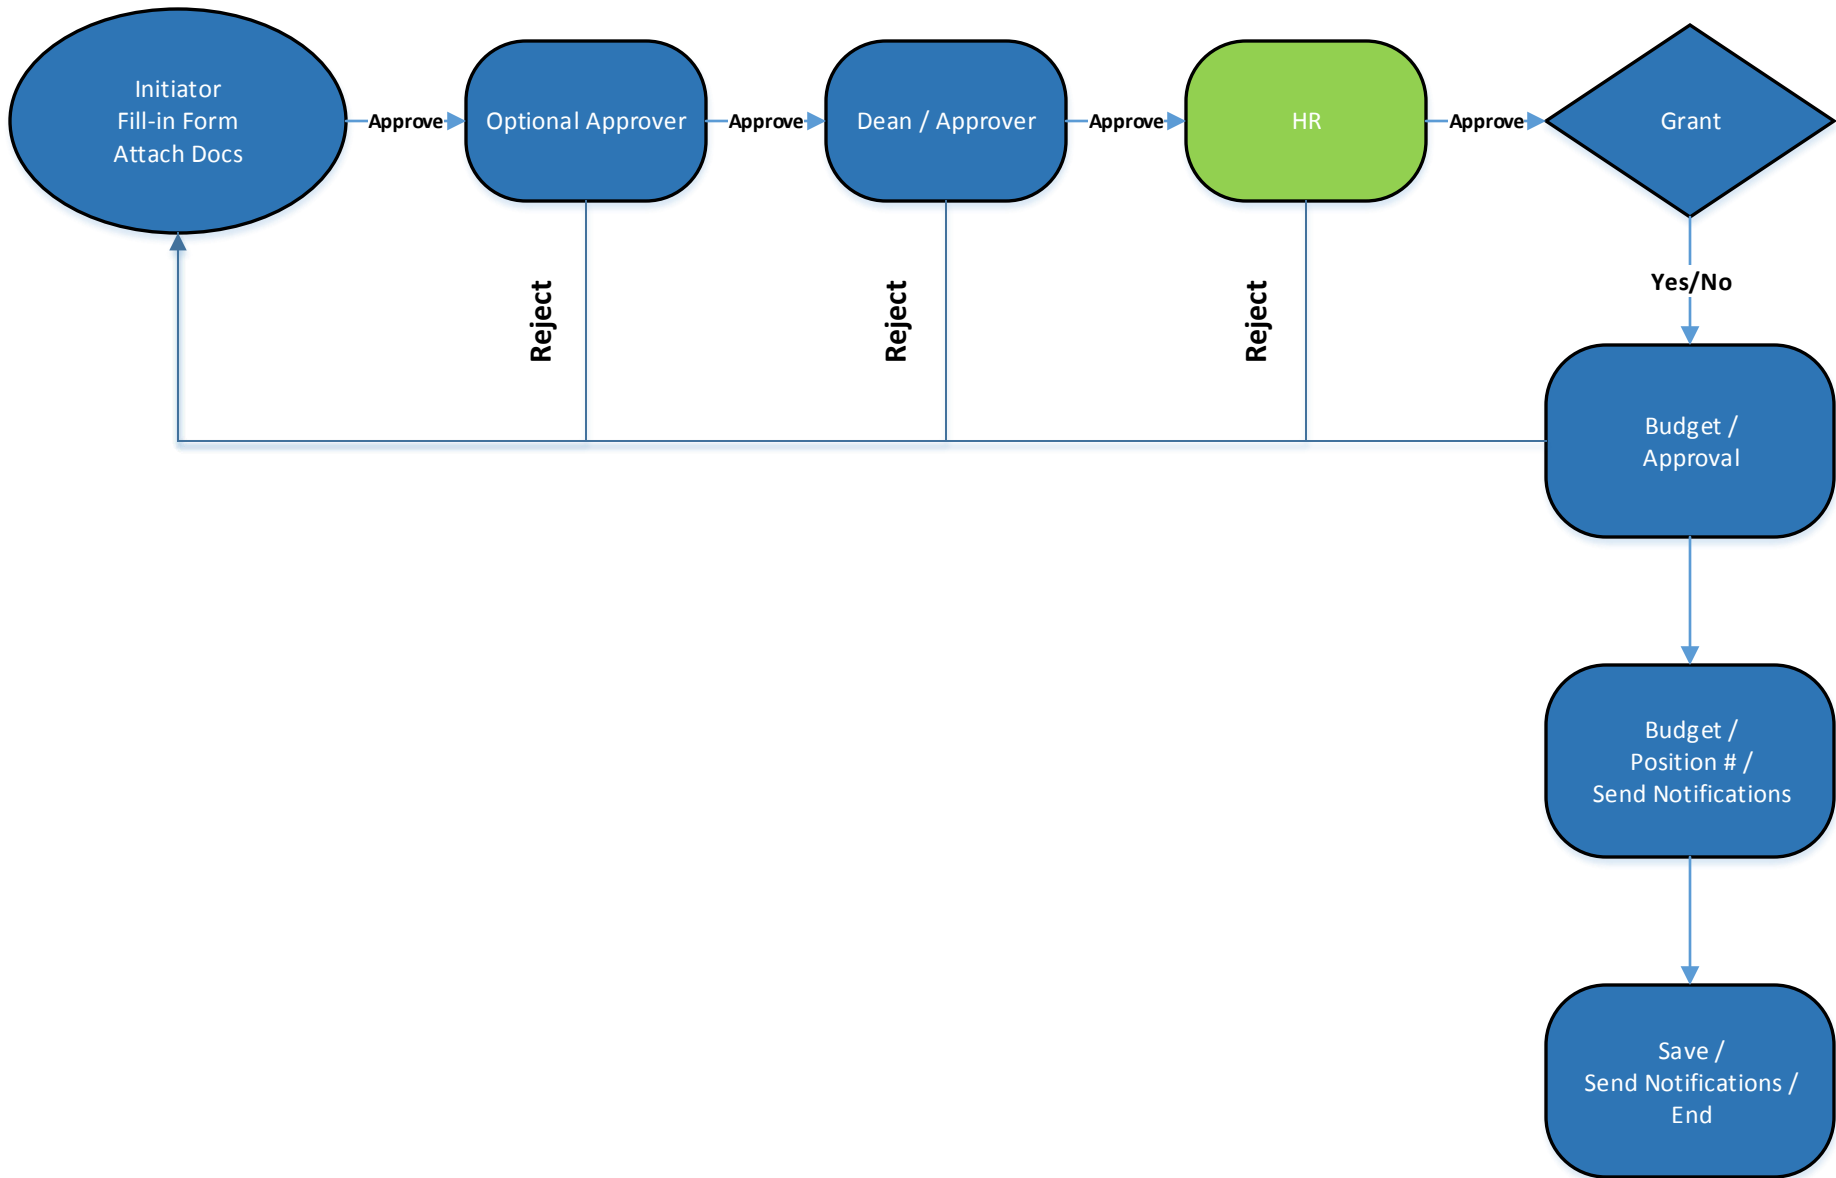 Initiator
Fill-in Form
Attach Docs
Approve
Optional Approver
Approve
Dean / Approver
Approve
HR
Approve
Grant
Reject
Reject
Reject
Yes/No
Budget /
Approval
Budget /
Position # /
Send Notifications
Save /
Send Notifications /
End